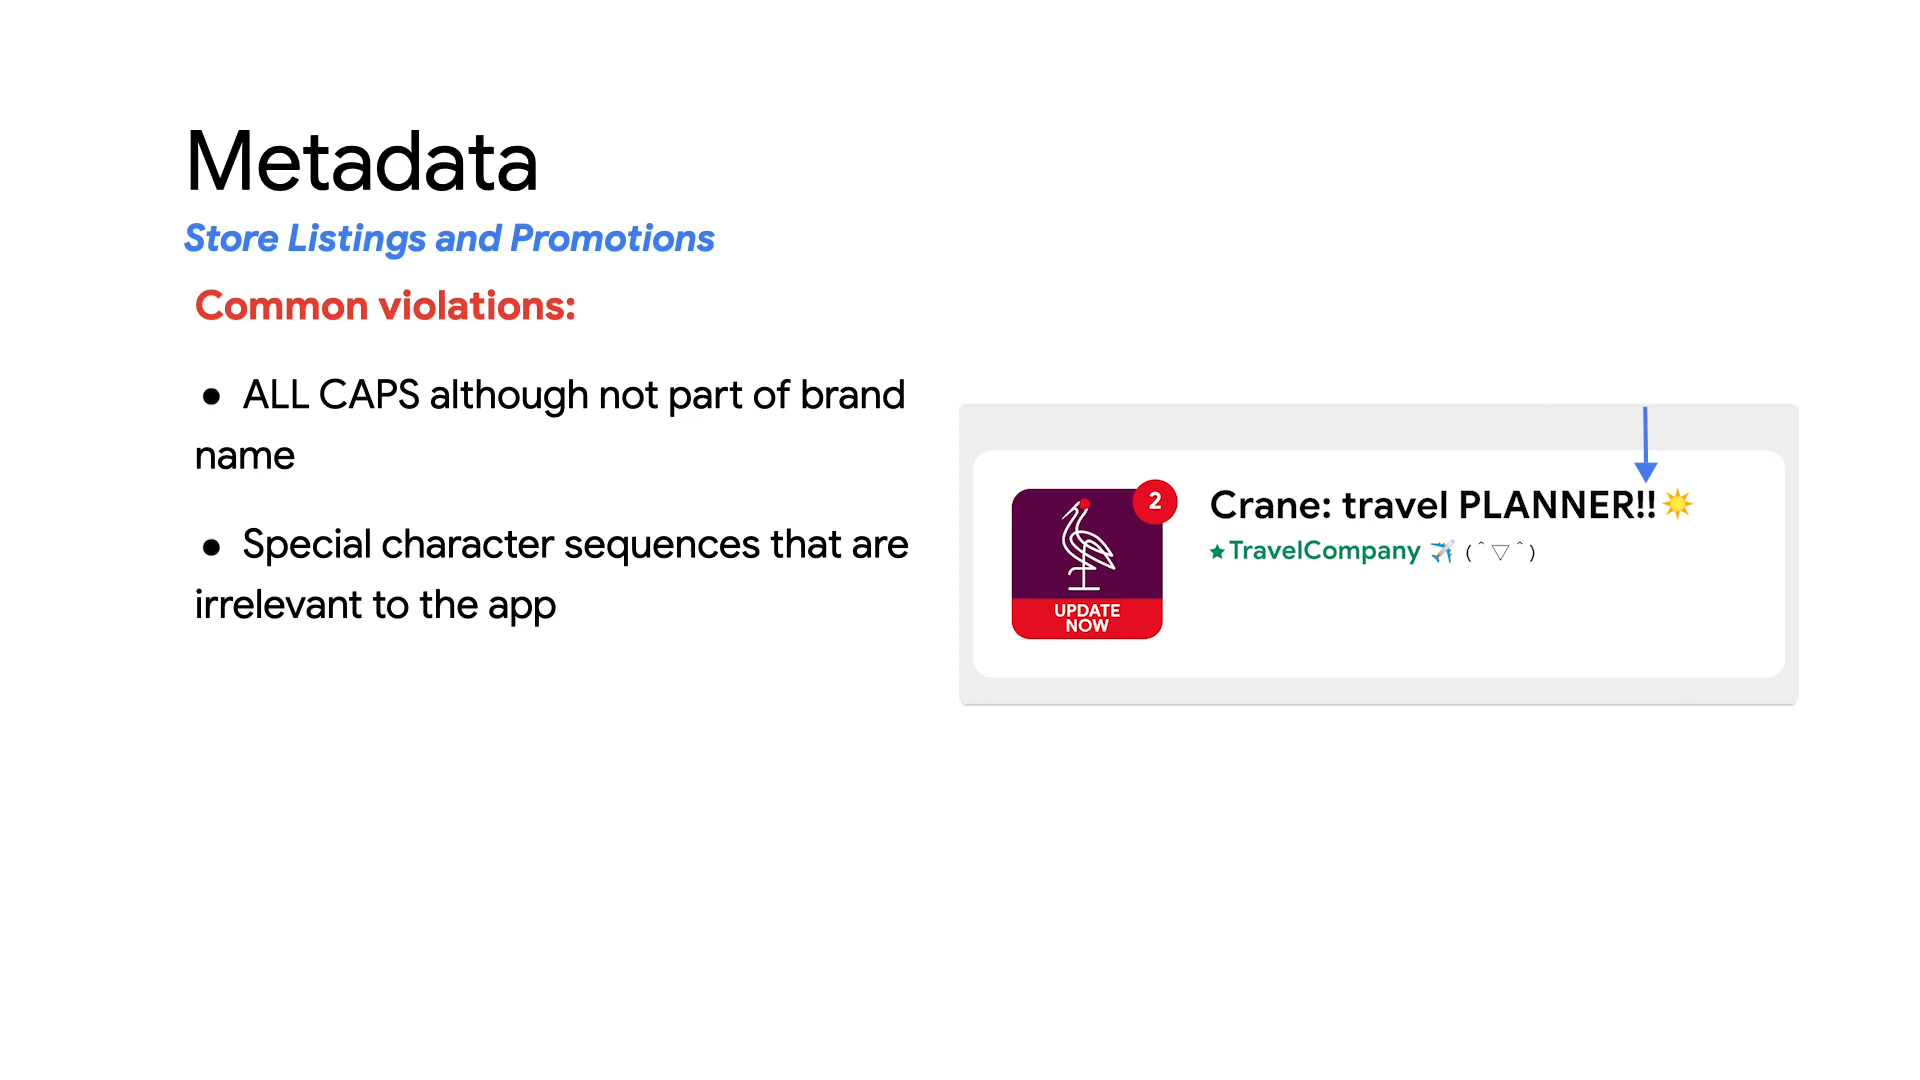 Metadata
Store Listings and Promotions
Common violations:
● ALL CAPS although not part of brand
name
● Special character sequences that are
irrelevant to the app
2
UPDATE
NOW
Crane: travel PLANNER!!☀️
★TravelCompany ✈️ (＾▽＾)